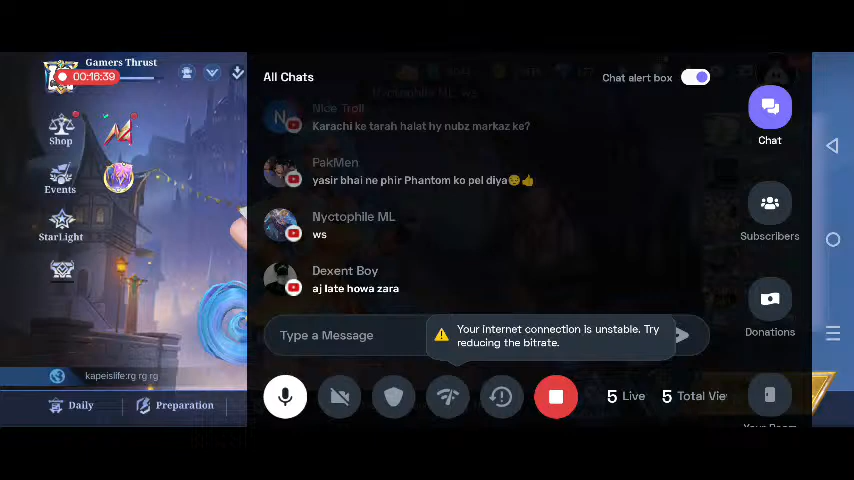 Gamers Thrust
00:16:39
All Chats
Chat alert box
Nyctophile ML ws
Nice Troll
Karachi ke tarah halat hy nubz markaz ke?
Shop
Chat
PakMen
yasir bhai ne phir Phantom ko pel diya😔👍
Events
Nyctophile ML
ws
StarLight
Subscribers
Dexent Boy
aj late howa zara
Type a Message
Your internet connection is unstable. Try
reducing the bitrate.
Donations
kapeislife:rg rg rg
Daily
Preparation
5 Live
5 Total Vie
Your Room